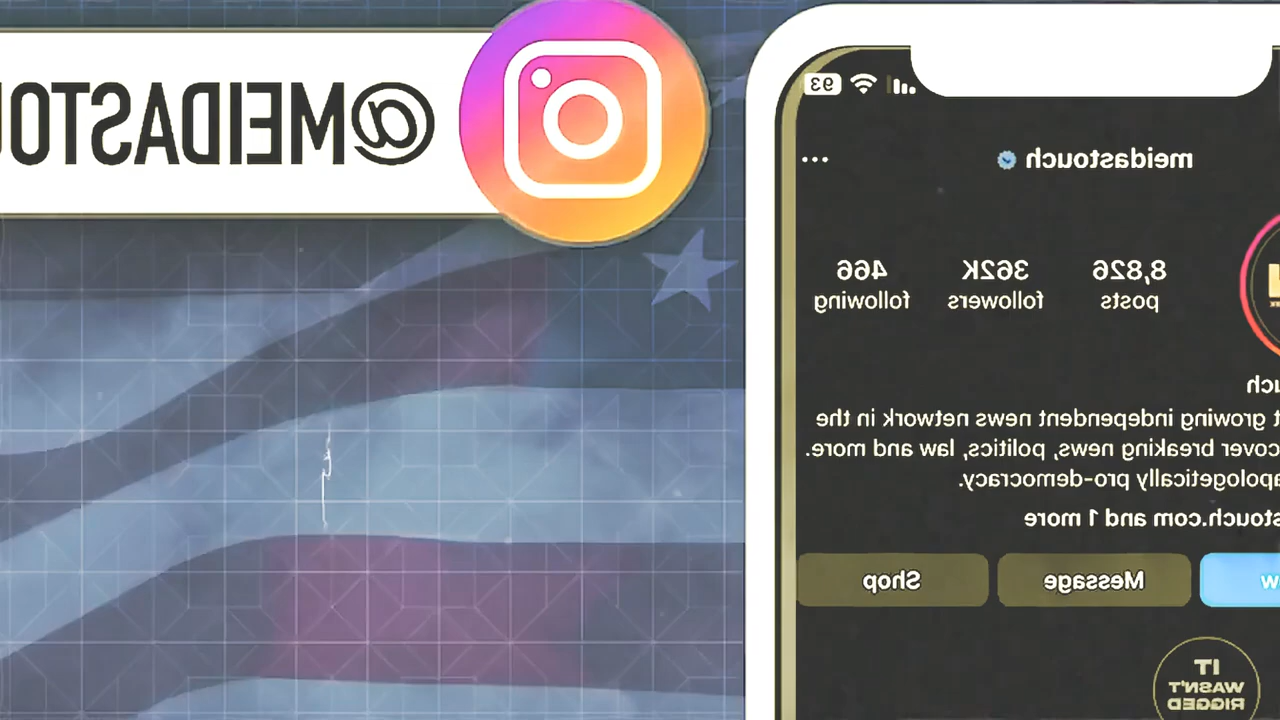 @MEIDASTOU
93
meidastouch
...
8,826 posts
362K followers
466 following
uch
t growing independent news network in the
cover breaking news, politics, law and more.
apologetically pro-democracy.
stouch.com and 1 more
w
Message
Shop
IT
WASN'T
RIGGED